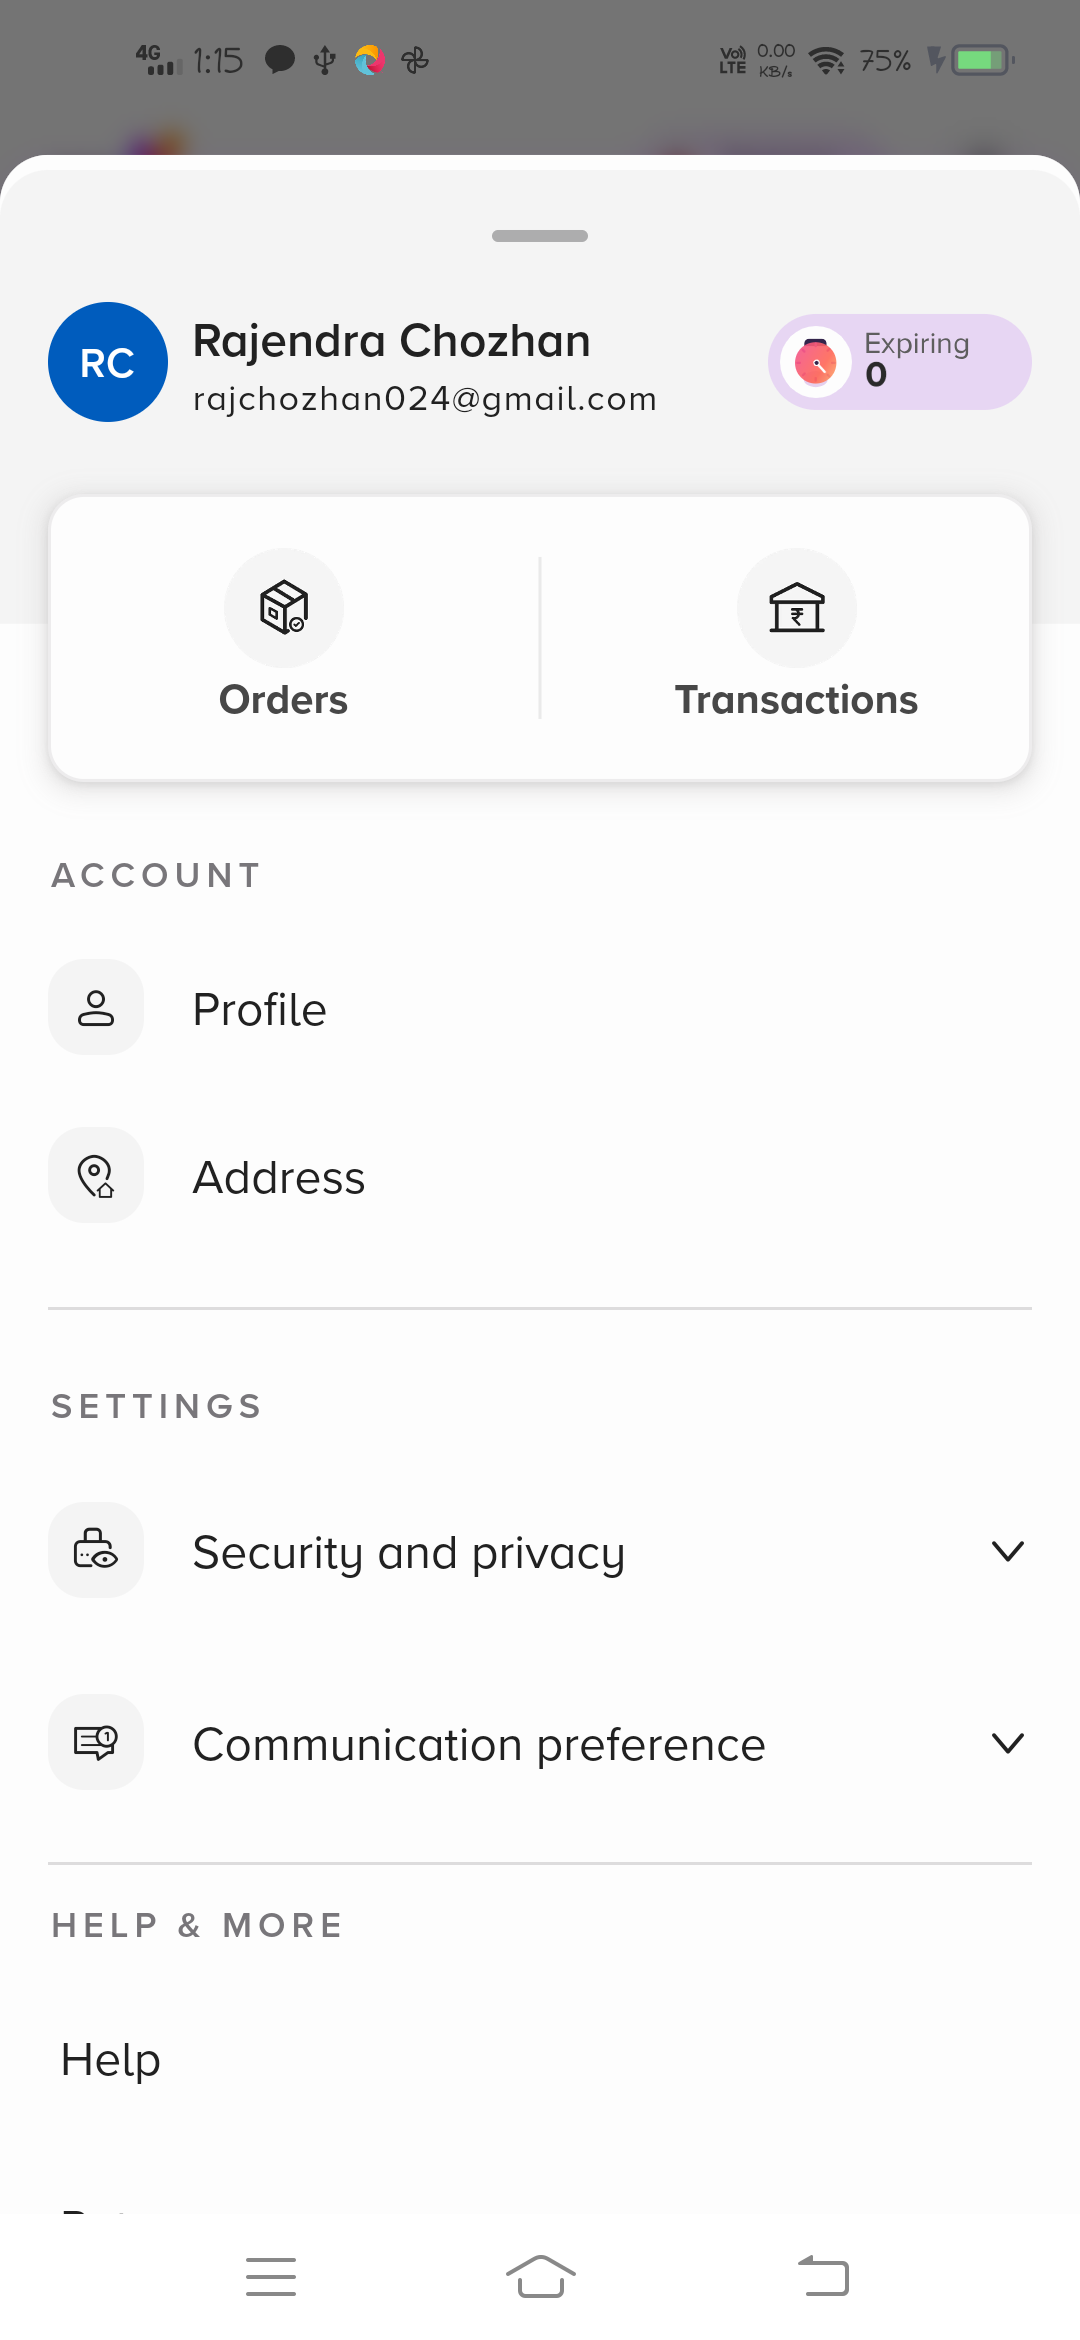 4G 1:15 Vo) LTE 0.00 KB/s 75%
RC
Rajendra Chozhan
rajchozhan024@gmail.com
Expiring
0
Orders
Transactions
ACCOUNT
Profile
Address
SETTINGS
Security and privacy
Communication preference
HELP & MORE
Help